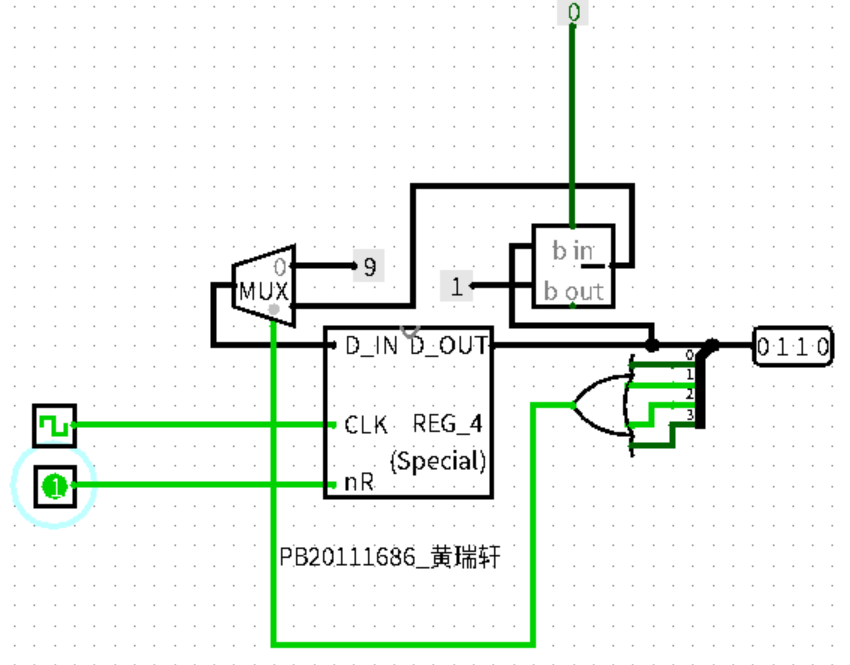 0
b in
0
9
MUX
1
b out
D_IN D_OUT
0 1 1 0
0
1
2
3
CLK REG_4
(Special)
1
nR
PB20111686_黄瑞轩